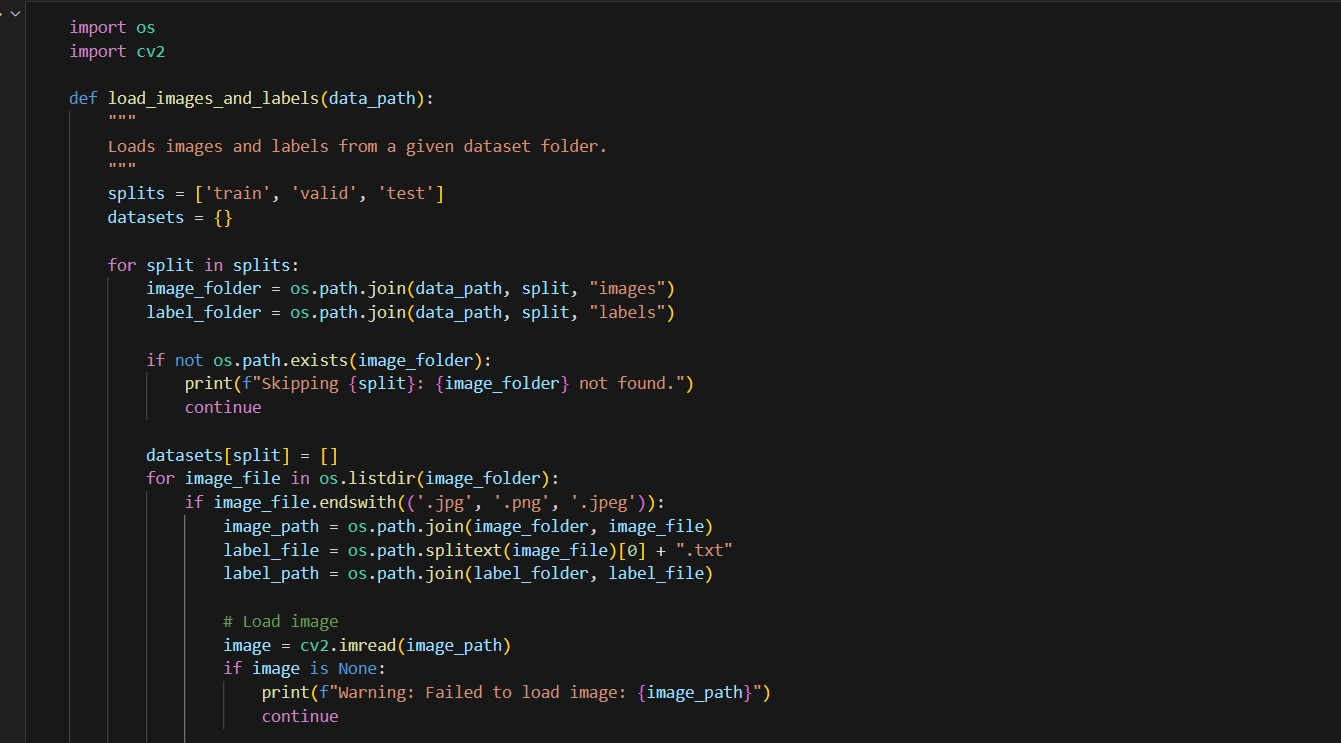 import os
import cv2
def load_images_and_labels(data_path):
"""
Loads images and labels from a given dataset folder.
"""
splits = ['train', 'valid', 'test']
datasets = {}
for split in splits:
image_folder = os.path.join(data_path, split, "images")
label_folder = os.path.join(data_path, split, "labels")
if not os.path.exists(image_folder):
print(f"Skipping {split}: {image_folder} not found.")
continue
datasets[split] = []
for image_file in os.listdir(image_folder):
if image_file.endswith(('.jpg', '.png', '.jpeg')):
image_path = os.path.join(image_folder, image_file)
label_file = os.path.splitext(image_file)[0] + ".txt"
label_path = os.path.join(label_folder, label_file)
# Load image
image = cv2.imread(image_path)
if image is None:
print(f"Warning: Failed to load image: {image_path}")
continue